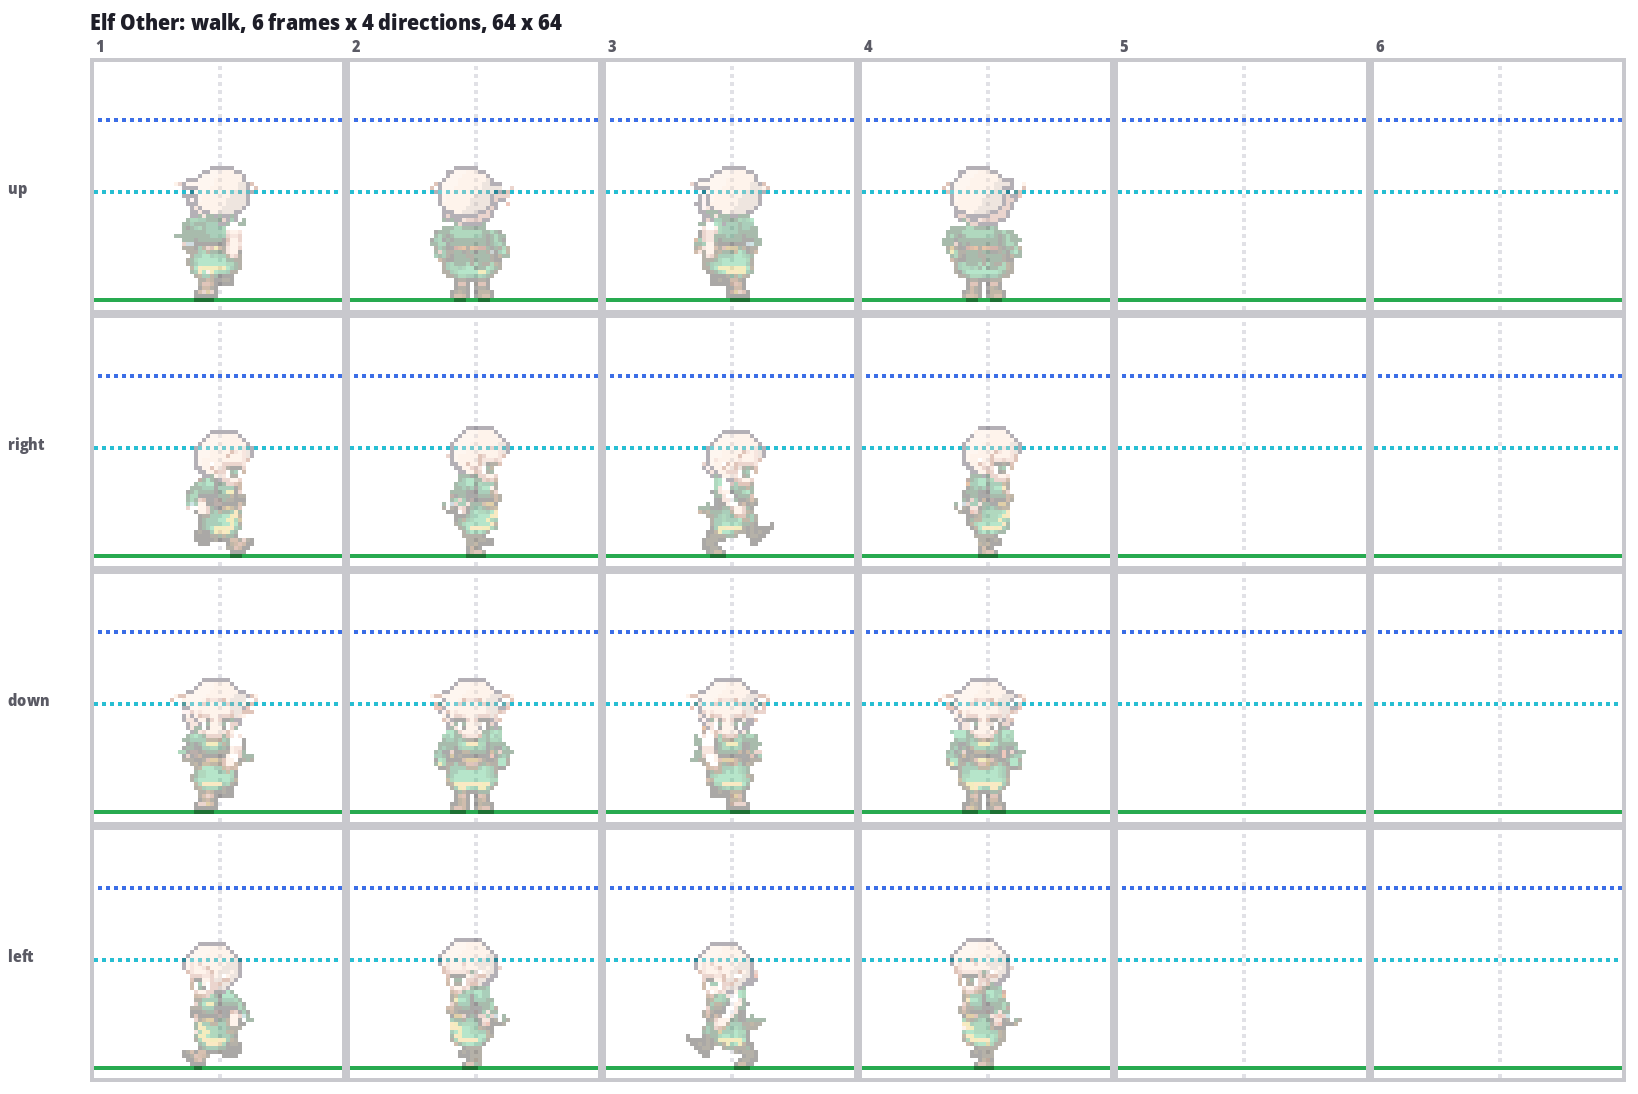 Elf Other: walk, 6 frames x 4 directions, 64 x 64
1 2 3 4 5 6
up
right
down
left